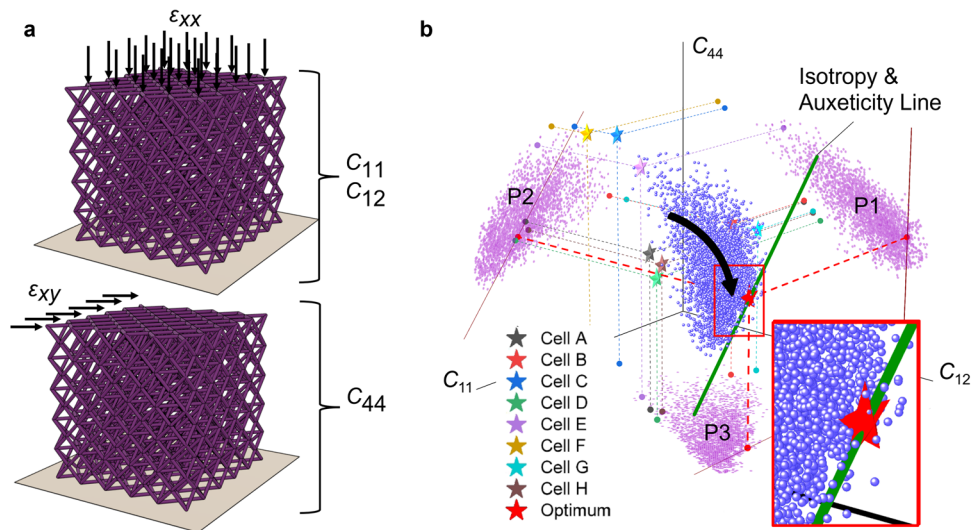 a
εxx
C11
C12
εxy
C44
b
C44
Isotropy &
Auxeticity Line
P2
P1
P3
C11
C12
Cell A
Cell B
Cell C
Cell D
Cell E
Cell F
Cell G
Cell H
Optimum